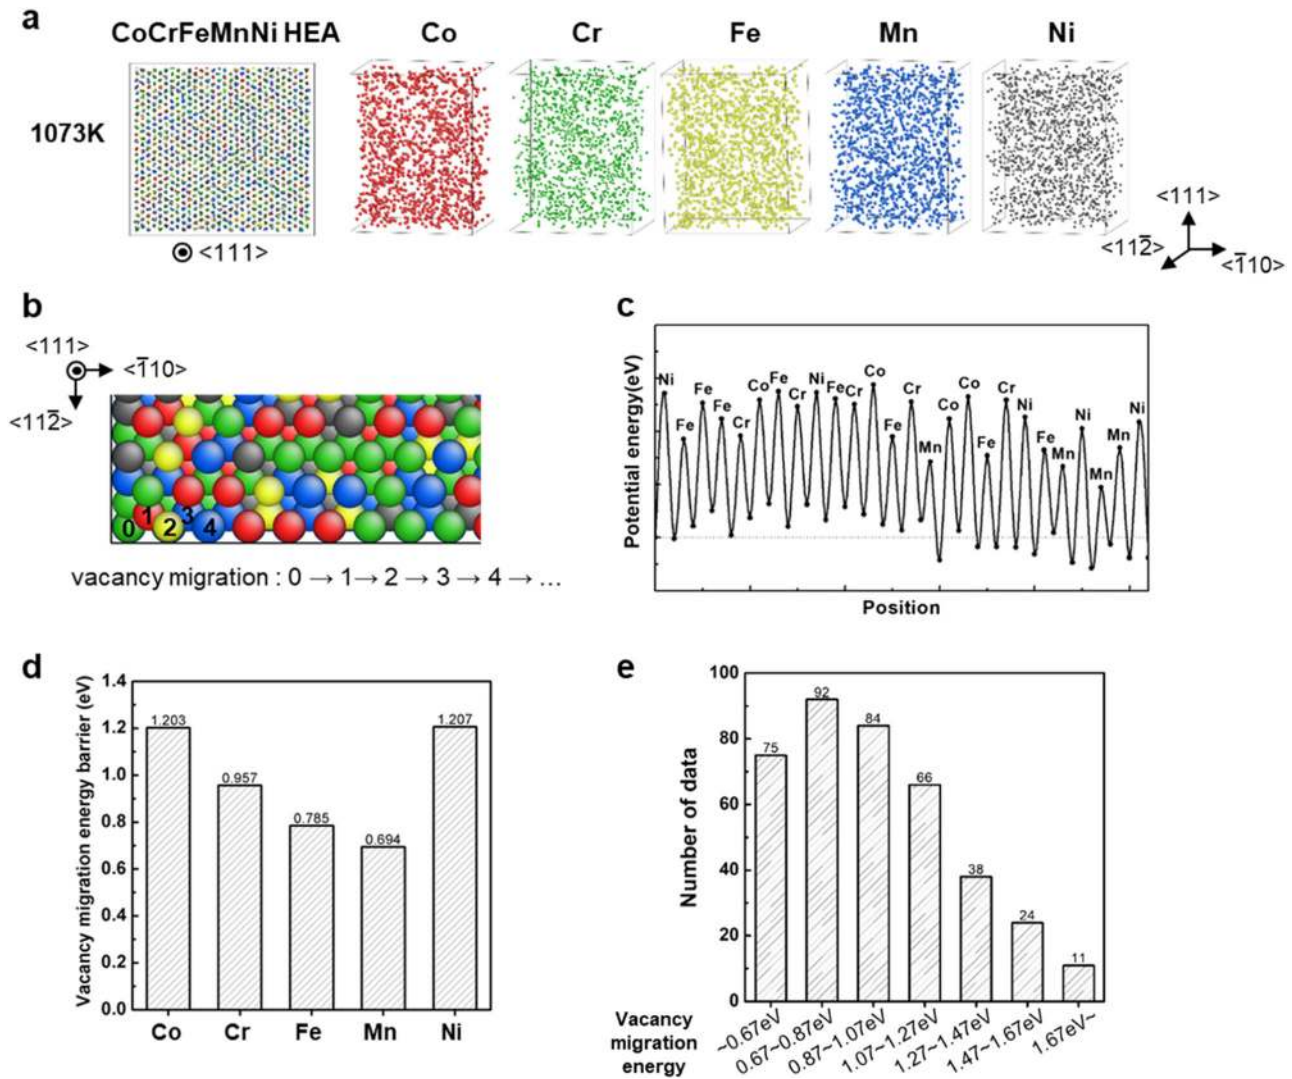 a
CoCrFeMnNi HEA Co Cr Fe Mn Ni
1073K
<111>
<111>
<112̅> <1̅10>
b
<111>
<1̅10>
<112̅>
0 1 2 3 4
vacancy migration : 0 → 1→ 2 → 3 → 4 → ...
c
Potential energy(eV)
Ni Fe Fe Fe Cr Co Fe Cr Ni Fe Cr Co Fe Cr Mn Co Co Fe Cr Ni Fe Mn Ni Mn Mn Ni
Position
d
Vacancy migration energy barrier (eV)
1.4
1.2
1.0
0.8
0.6
0.4
0.2
0.0
1.203 0.957 0.785 0.694 1.207
Co Cr Fe Mn Ni
e
Number of data
100
80
60
40
20
0
75 92 84 66 38 24 11
Vacancy
migration
energy
~0.67eV 0.67~0.87eV 0.87~1.07eV 1.07~1.27eV 1.27~1.47eV 1.47~1.67eV 1.67eV~